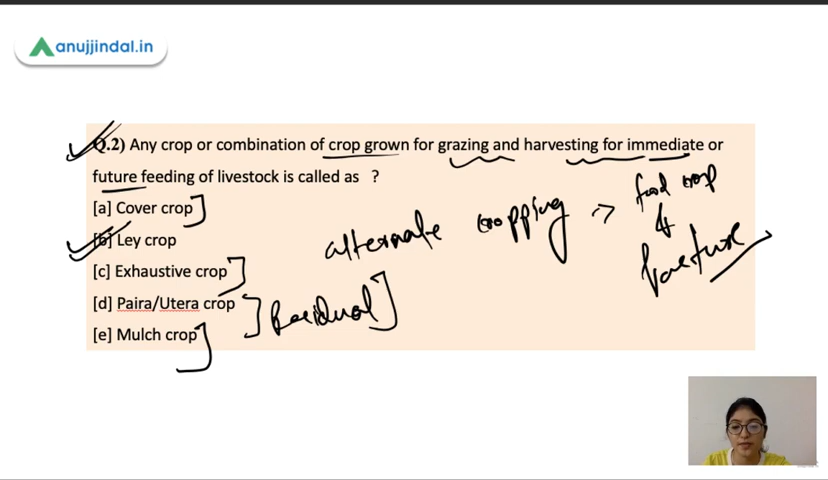 anujjindal.in
Q.2) Any crop or combination of crop grown for grazing and harvesting for immediate or
future feeding of livestock is called as ?
[a] Cover crop
[b] Ley crop
[c] Exhaustive crop
[d] Paira/Utera crop
[e] Mulch crop
alternate cropping
food crop
&
Residual